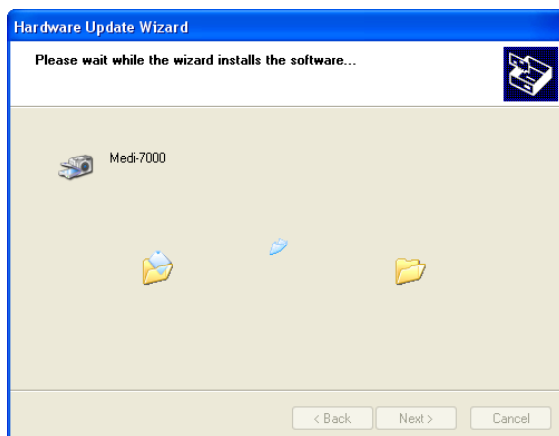 Hardware Update Wizard
Please wait while the wizard installs the software...
Medi-7000
< Back
Next >
Cancel